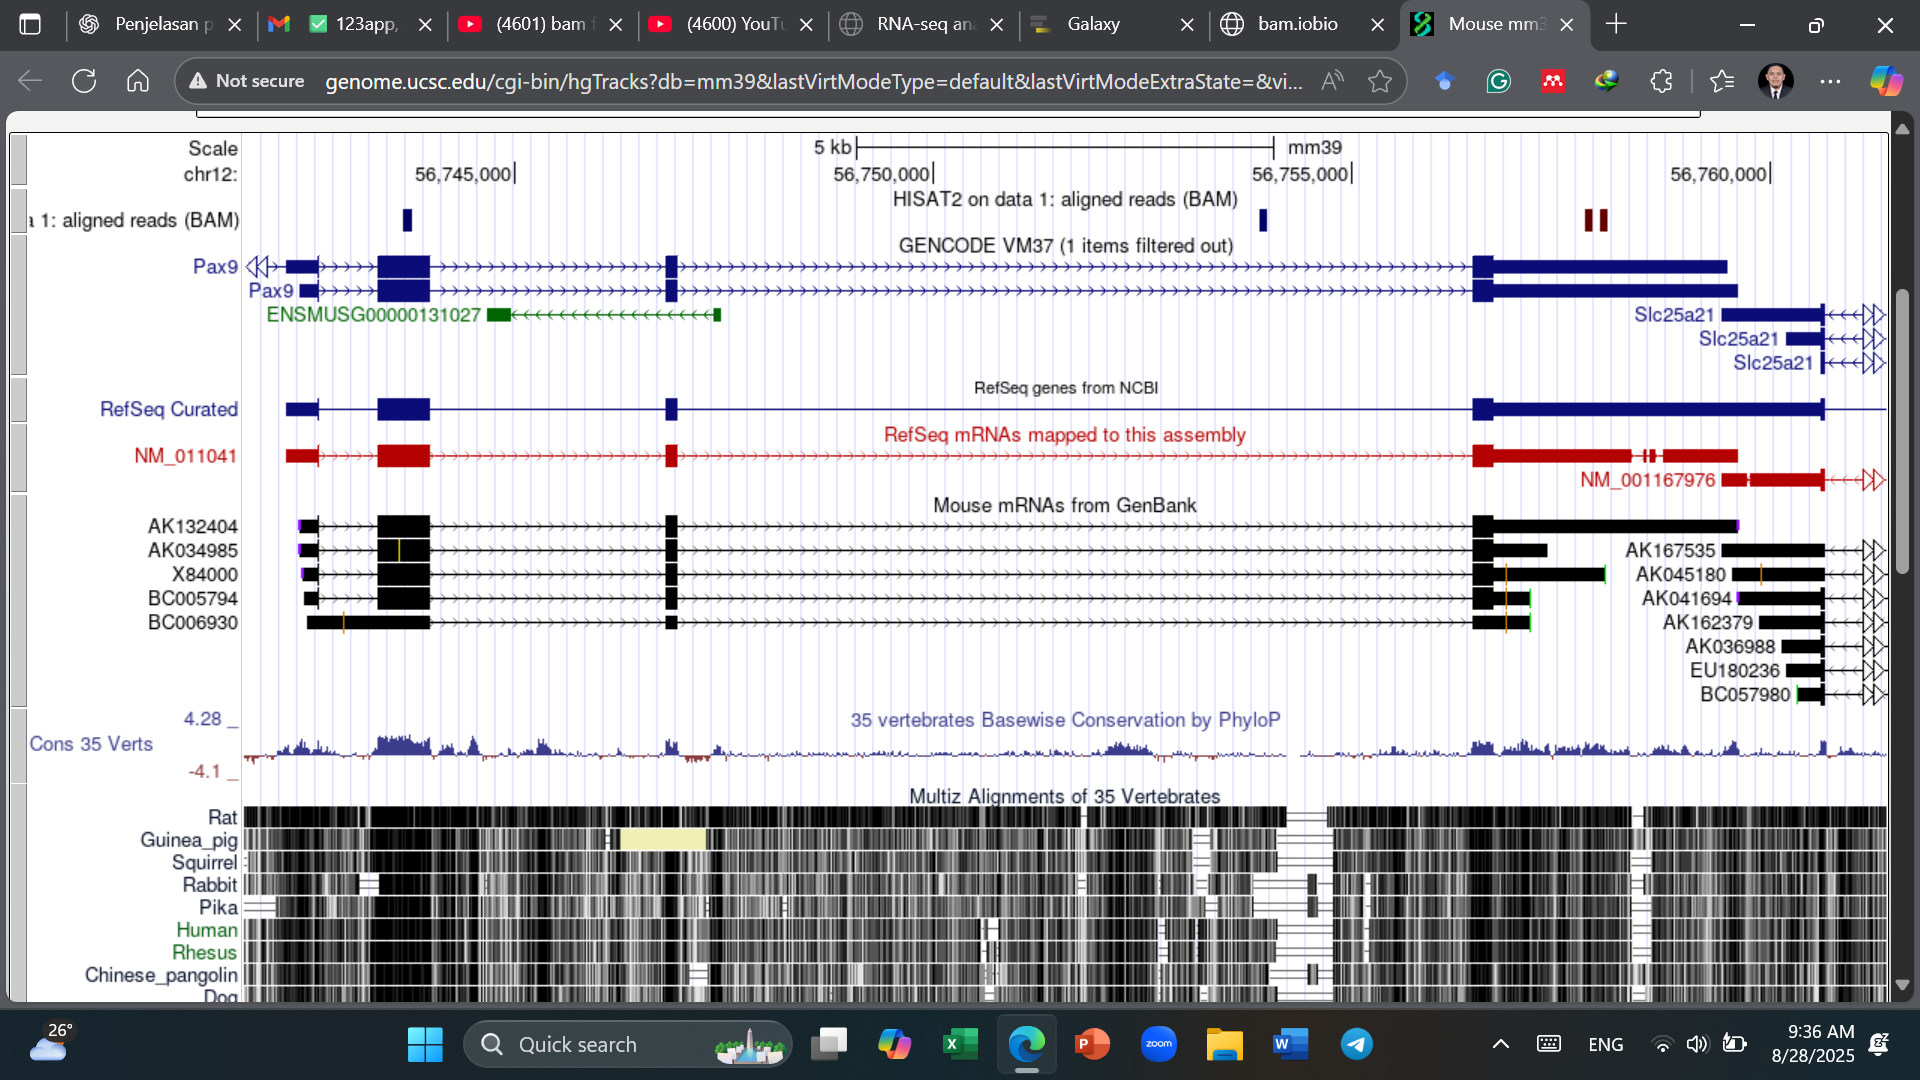 Penjelasan p
123app,
(4601) bam f
(4600) YouTu
RNA-seq ana
Galaxy
bam.iobio
Mouse mm3
Not secure
genome.ucsc.edu/cgi-bin/hgTracks?db=mm39&lastVirtModeType=default&lastVirtModeExtraState=&vi...
Scale
5 kb
mm39
chr12:
56,745,000
56,750,000
56,755,000
56,760,000
HISAT2 on data 1: aligned reads (BAM)
a 1: aligned reads (BAM)
GENCODE VM37 (1 items filtered out)
Pax9
Pax9
ENSMUSG00000131027
Slc25a21
Slc25a21
Slc25a21
RefSeq genes from NCBI
RefSeq Curated
RefSeq mRNAs mapped to this assembly
NM_011041
NM_001167976
Mouse mRNAs from GenBank
AK132404
AK034985
AK167535
X84000
AK045180
BC005794
AK041694
BC006930
AK162379
AK036988
EU180236
BC057980
4.28 _
35 vertebrates Basewise Conservation by PhyloP
Cons 35 Verts
-4.1 _
Multiz Alignments of 35 Vertebrates
Rat
Guinea_pig
Squirrel
Rabbit
Pika
Human
Rhesus
Chinese_pangolin
Dog
26°
Quick search
zoom
ENG
9:36 AM
8/28/2025